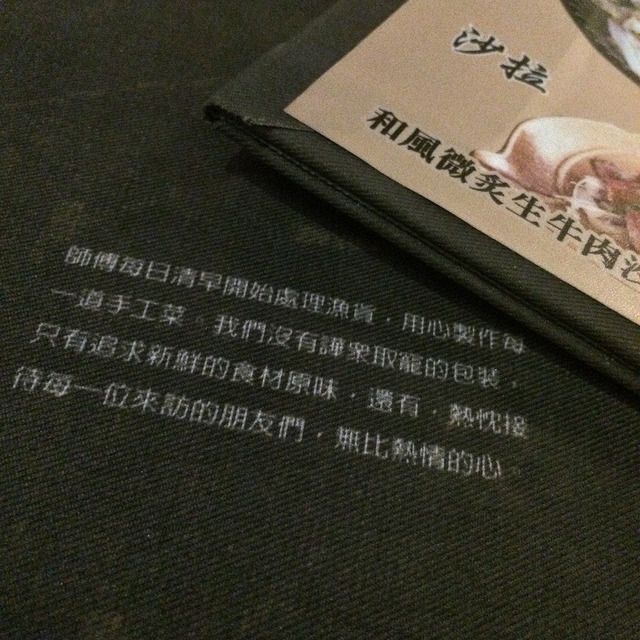 沙拉
和風微炙生牛肉沙
師傅每日清早開始處理漁貨，用心製作每
一道手工菜。我們沒有譁眾取寵的包裝，
只有追求新鮮的食材原味，還有，熱忱接
待每一位來訪的朋友們，無比熱情的心。